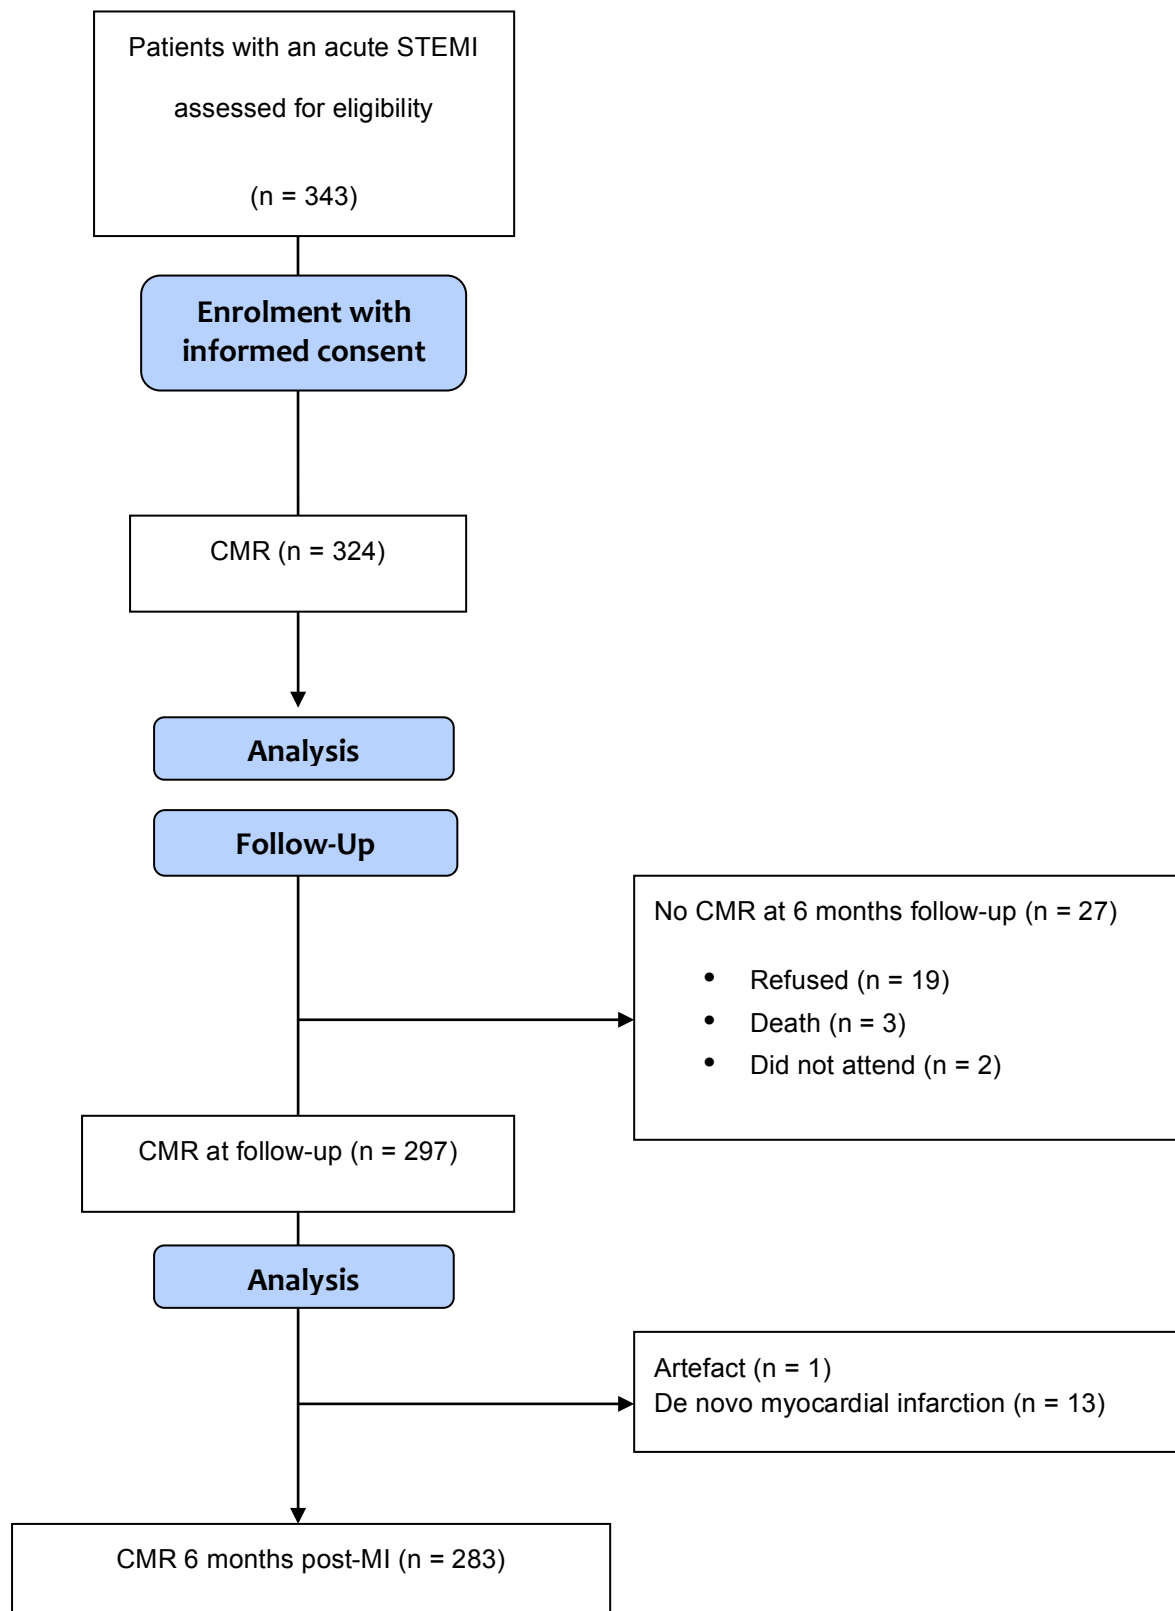 Patients with an acute STEMI
assessed for eligibility
(n = 343)
Enrolment with
informed consent
CMR (n = 324)
Analysis
Follow-Up
No CMR at 6 months follow-up (n = 27)
• Refused (n = 19)
• Death (n = 3)
• Did not attend (n = 2)
CMR at follow-up (n = 297)
Analysis
Artefact (n = 1)
De novo myocardial infarction (n = 13)
CMR 6 months post-MI (n = 283)